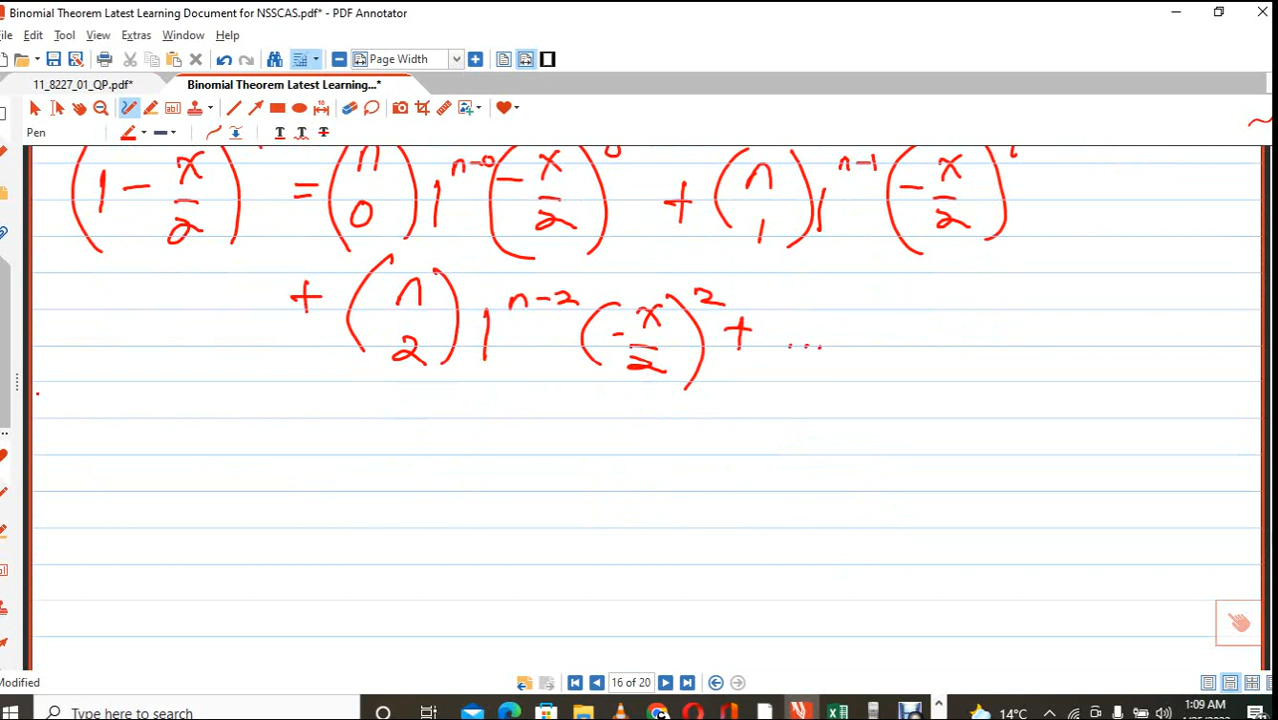 Binomial Theorem Latest Learning Document for NSSCAS.pdf* - PDF Annotator
ile Edit Tool View Extras Window Help
Page Width
11_8227_01_QP.pdf*
Binomial Theorem Latest Learning...*
Pen
(1 - x/2) = (n 0) 1^{n-0} (-x/2)^0 + (n 1) 1^{n-1} (-x/2)
+ (n 2) 1^{n-2} (-x/2)^2 + ...
Modified
16 of 20
Type here to search
14°C
1:09 AM